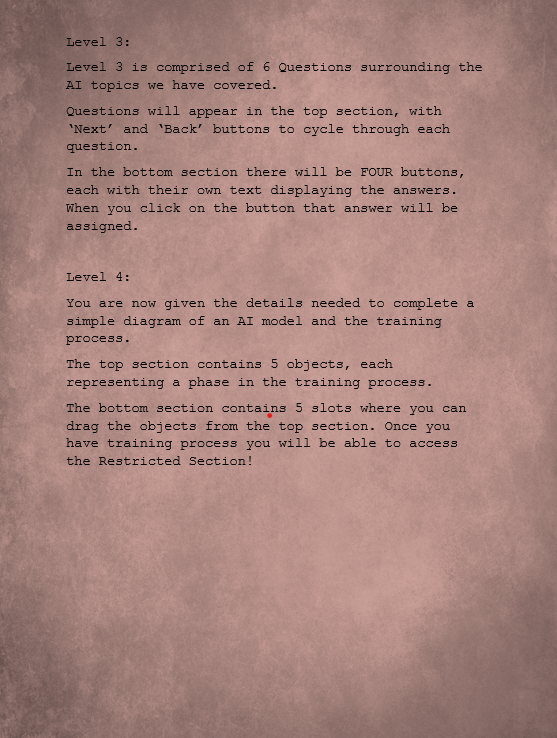 Level 3:
Level 3 is comprised of 6 Questions surrounding the
AI topics we have covered.
Questions will appear in the top section, with
‘Next’ and ‘Back’ buttons to cycle through each
question.
In the bottom section there will be FOUR buttons,
each with their own text displaying the answers.
When you click on the button that answer will be
assigned.
Level 4:
You are now given the details needed to complete a
simple diagram of an AI model and the training
process.
The top section contains 5 objects, each
representing a phase in the training process.
The bottom section contains 5 slots where you can
drag the objects from the top section. Once you
have training process you will be able to access
the Restricted Section!